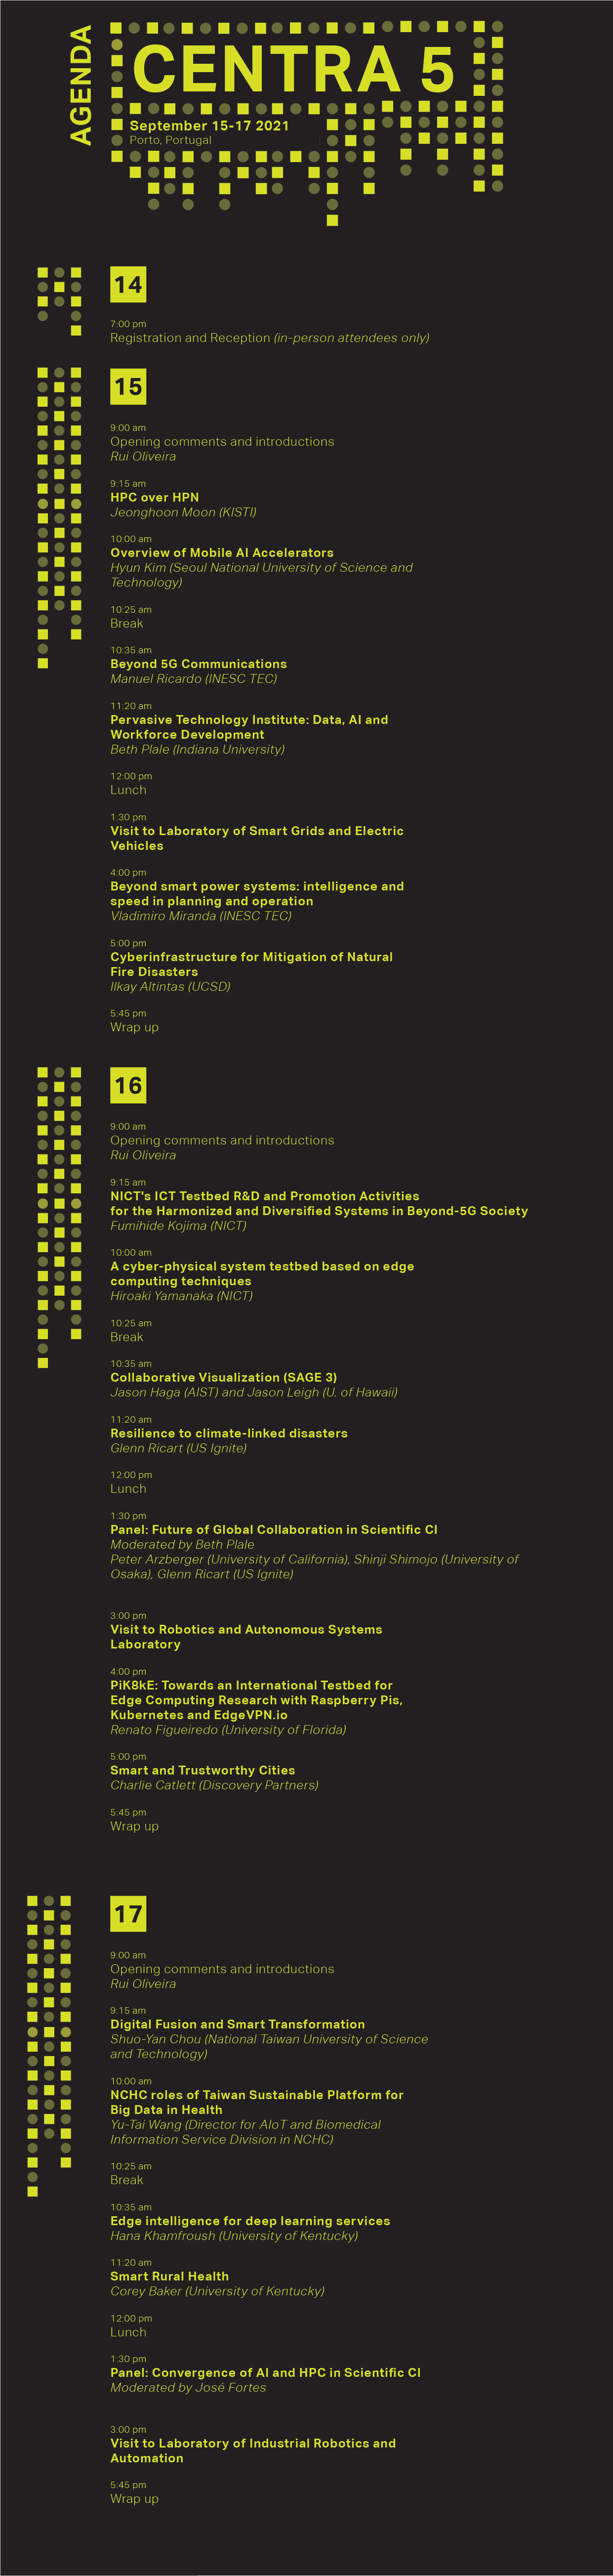 AGENDA
CENTRA 5
September 15-17 2021
Porto, Portugal
14
7:00 pm
Registration and Reception (in-person attendees only)
15
9:00 am
Opening comments and introductions
Rui Oliveira
9:15 am
HPC over HPN
Jeonghoon Moon (KISTI)
10:00 am
Overview of Mobile AI Accelerators
Hyun Kim (Seoul National University of Science and
Technology)
10:25 am
Break
10:35 am
Beyond 5G Communications
Manuel Ricardo (INESC TEC)
11:20 am
Pervasive Technology Institute: Data, AI and
Workforce Development
Beth Plale (Indiana University)
12:00 pm
Lunch
1:30 pm
Visit to Laboratory of Smart Grids and Electric
Vehicles
4:00 pm
Beyond smart power systems: intelligence and
speed in planning and operation
Vladimiro Miranda (INESC TEC)
5:00 pm
Cyberinfrastructure for Mitigation of Natural
Fire Disasters
Ilkay Altintas (UCSD)
5:45 pm
Wrap up
16
9:00 am
Opening comments and introductions
Rui Oliveira
9:15 am
NICT's ICT Testbed R&D and Promotion Activities
for the Harmonized and Diversified Systems in Beyond-5G Society
Fumihide Kojima (NICT)
10:00 am
A cyber-physical system testbed based on edge
computing techniques
Hiroaki Yamanaka (NICT)
10:25 am
Break
10:35 am
Collaborative Visualization (SAGE 3)
Jason Haga (AIST) and Jason Leigh (U. of Hawaii)
11:20 am
Resilience to climate-linked disasters
Glenn Ricart (US Ignite)
12:00 pm
Lunch
1:30 pm
Panel: Future of Global Collaboration in Scientific CI
Moderated by Beth Plale
Peter Arzberger (University of California), Shinji Shimojo (University of
Osaka), Glenn Ricart (US Ignite)
3:00 pm
Visit to Robotics and Autonomous Systems
Laboratory
4:00 pm
PiK8kE: Towards an International Testbed for
Edge Computing Research with Raspberry Pis,
Kubernetes and EdgeVPN.io
Renato Figueiredo (University of Florida)
5:00 pm
Smart and Trustworthy Cities
Charlie Catlett (Discovery Partners)
5:45 pm
Wrap up
17
9:00 am
Opening comments and introductions
Rui Oliveira
9:15 am
Digital Fusion and Smart Transformation
Shuo-Yan Chou (National Taiwan University of Science
and Technology)
10:00 am
NCHC roles of Taiwan Sustainable Platform for
Big Data in Health
Yu-Tai Wang (Director for AIoT and Biomedical
Information Service Division in NCHC)
10:25 am
Break
10:35 am
Edge intelligence for deep learning services
Hana Khamfroush (University of Kentucky)
11:20 am
Smart Rural Health
Corey Baker (University of Kentucky)
12:00 pm
Lunch
1:30 pm
Panel: Convergence of AI and HPC in Scientific CI
Moderated by José Fortes
3:00 pm
Visit to Laboratory of Industrial Robotics and
Automation
5:45 pm
Wrap up